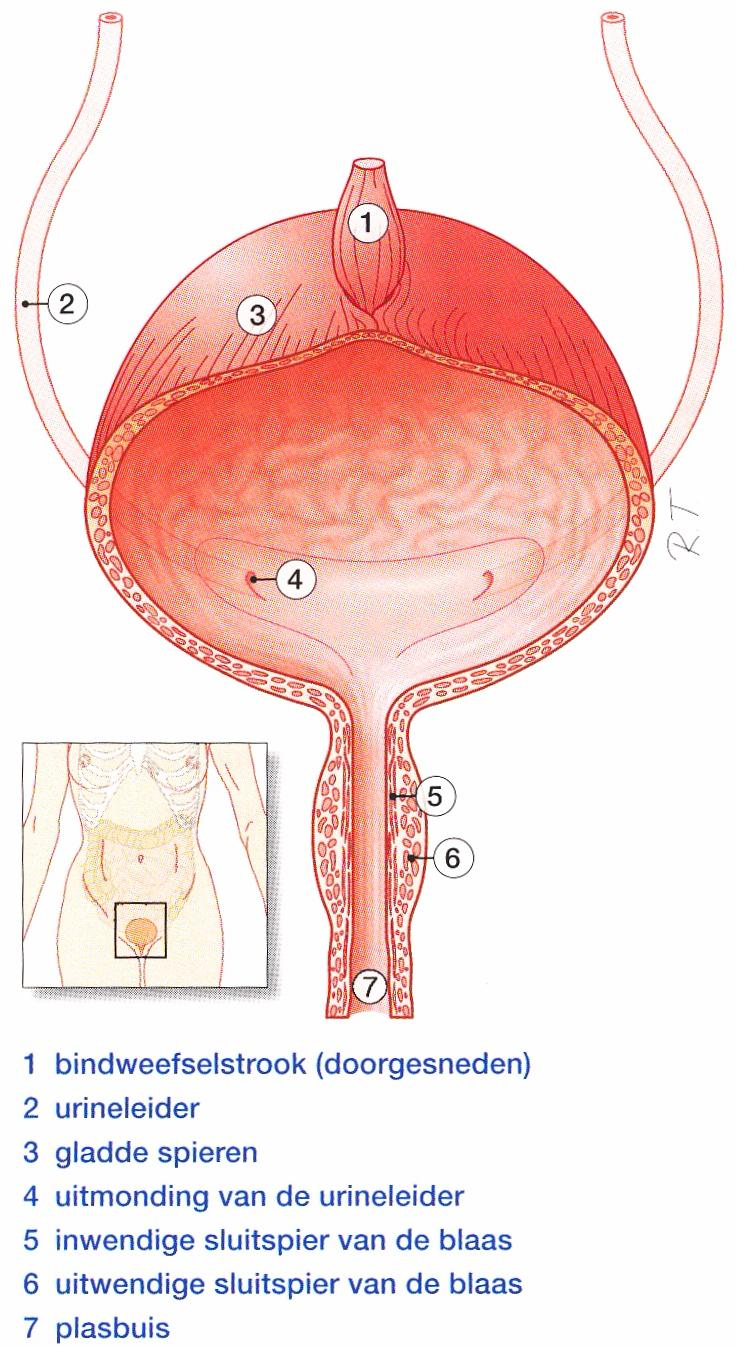 1
2
3
R T
4
5
6
7
1 bindweefselstrook (doorgesneden)
2 urineleider
3 gladde spieren
4 uitmonding van de urineleider
5 inwendige sluitspier van de blaas
6 uitwendige sluitspier van de blaas
7 plasbuis